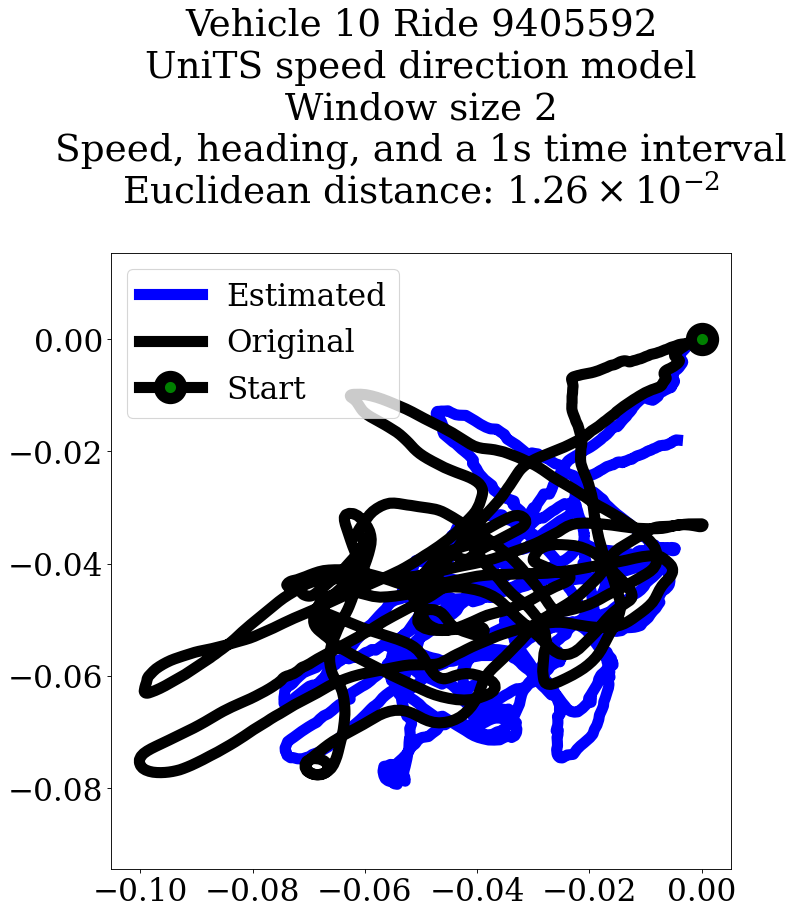 Vehicle 10 Ride 9405592
UniTS speed direction model
Window size 2
Speed, heading, and a 1s time interval
Euclidean distance: 1.26 × 10⁻²
Estimated
Original
Start
0.00
−0.02
−0.04
−0.06
−0.08
−0.10 −0.08 −0.06 −0.04 −0.02 0.00